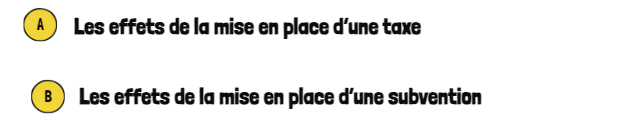 A Les effets de la mise en place d'une taxe
B Les effets de la mise en place d'une subvention